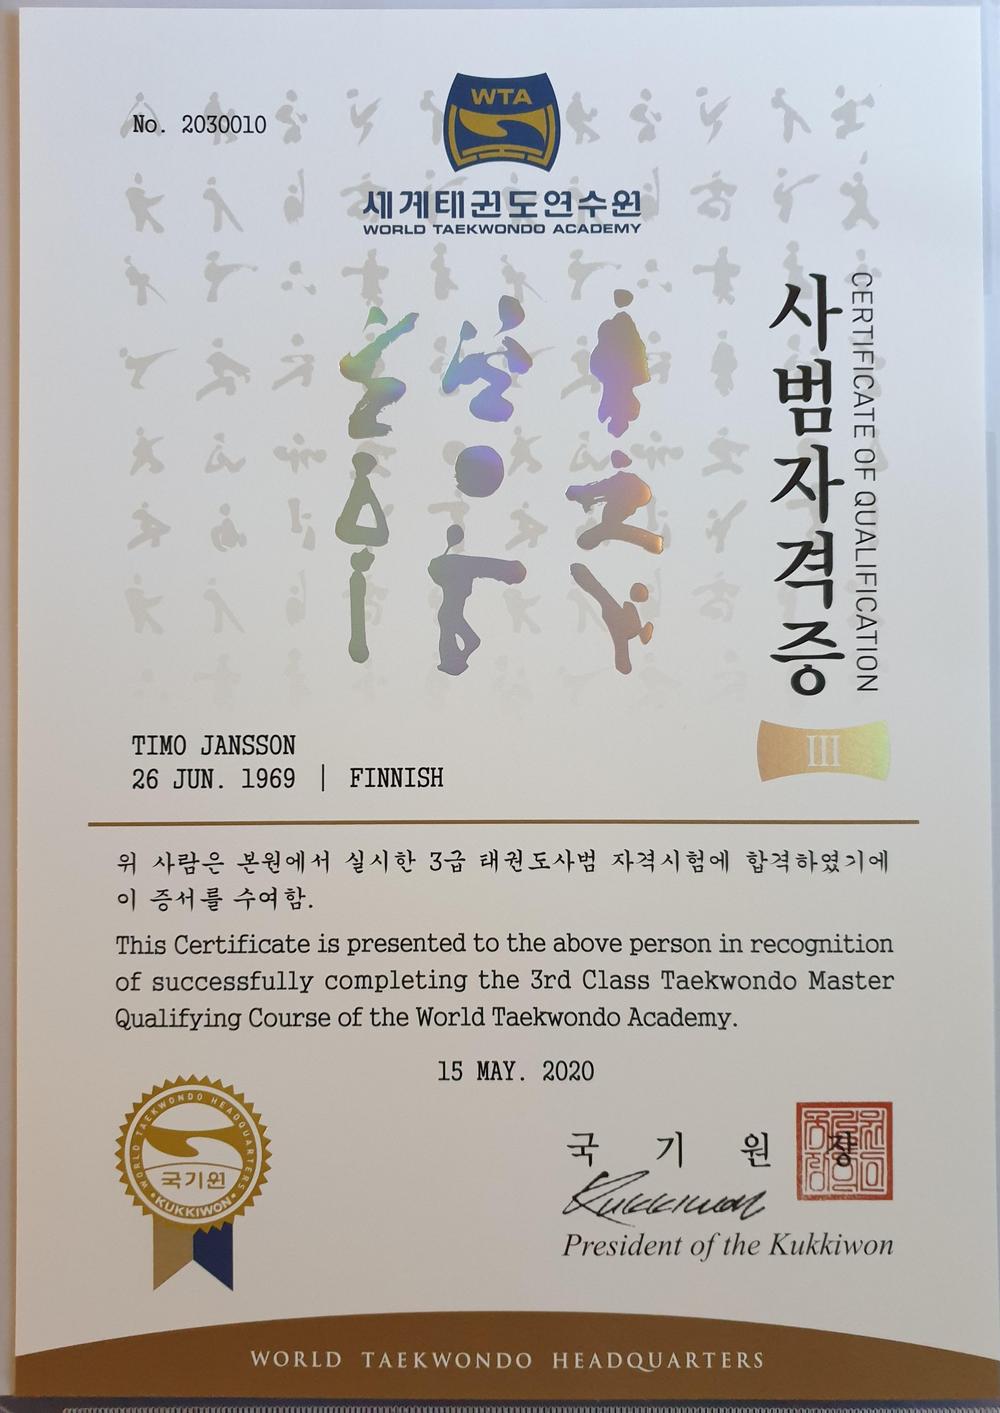 No. 2030010
WTA
세계태권도연수원
WORLD TAEKWONDO ACADEMY
사범자격증
CERTIFICATE OF QUALIFICATION
III
TIMO JANSSON
26 JUN. 1969 | FINNISH
위 사람은 본원에서 실시한 3급 태권도사범 자격시험에 합격하였기에
이 증서를 수여함.
This Certificate is presented to the above person in recognition
of successfully completing the 3rd Class Taekwondo Master
Qualifying Course of the World Taekwondo Academy.
15 MAY. 2020
WORLD TAEKWONDO HEADQUARTERS
국기원
KUKKIWON
국 기 원 장
Kukkiwon
President of the Kukkiwon
WORLD TAEKWONDO HEADQUARTERS